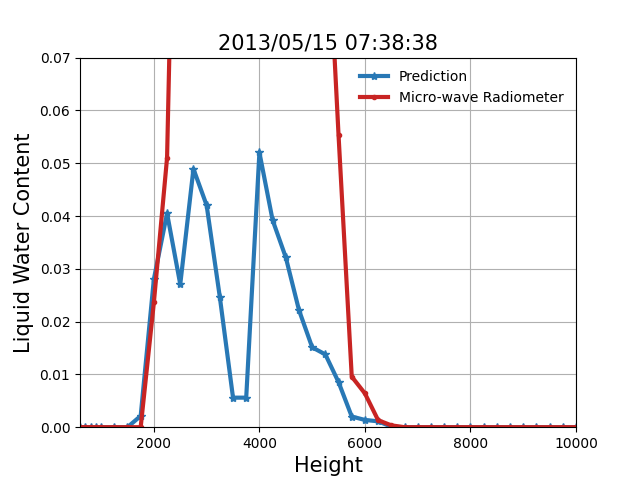 2013/05/15 07:38:38
0.07
0.06
0.05
0.04
0.03
0.02
0.01
0.00
Liquid Water Content
Prediction
Micro-wave Radiometer
2000 4000 6000 8000 10000
Height